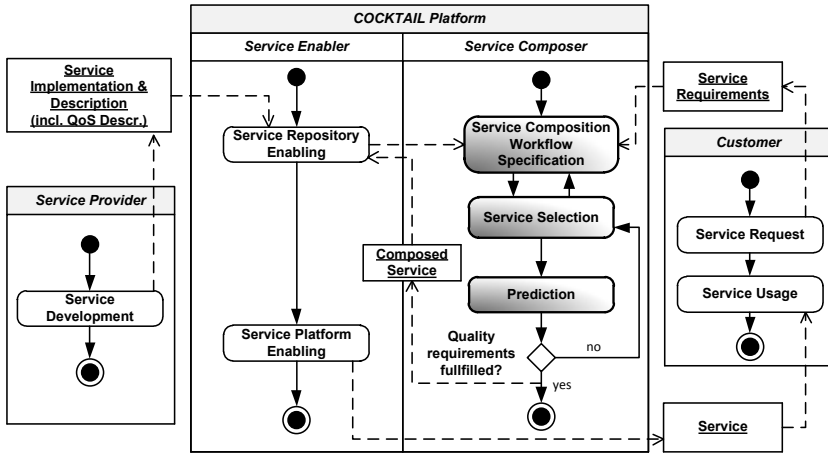 COCKTAIL Platform
Service Enabler
Service Composer
Service
Implementation &
Description
(incl. QoS Descr.)
Service Provider
Service
Development
Service Repository
Enabling
Service Platform
Enabling
Composed
Service
Service Composition
Workflow
Specification
Service Selection
Prediction
Quality
requirements
fullfilled?
no
yes
Service
Requirements
Customer
Service Request
Service Usage
Service